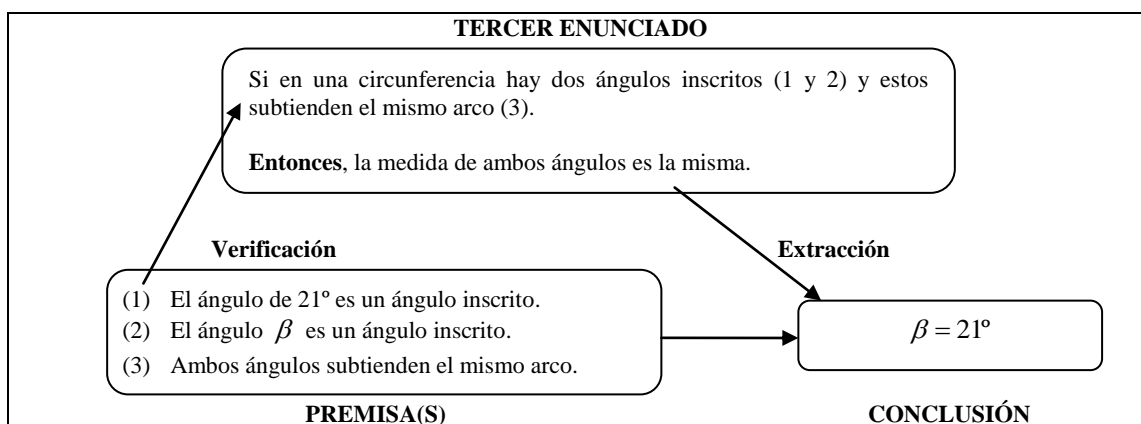 TERCER ENUNCIADO
Si en una circunferencia hay dos ángulos inscritos (1 y 2) y estos
subtienden el mismo arco (3).
Entonces, la medida de ambos ángulos es la misma.
Verificación
Extracción
(1) El ángulo de 21º es un ángulo inscrito.
(2) El ángulo β es un ángulo inscrito.
(3) Ambos ángulos subtienden el mismo arco.
β = 21º
PREMISA(S)
CONCLUSIÓN